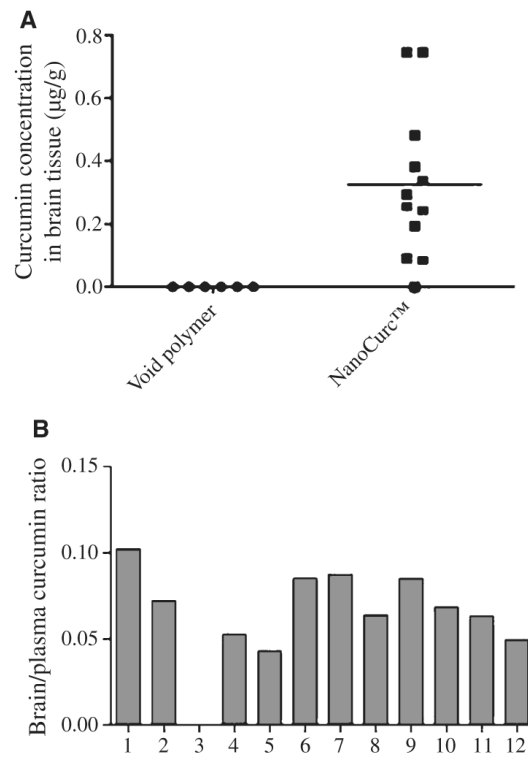 A
Curcumin concentration
in brain tissue (µg/g)
0.8
0.6
0.4
0.2
0.0
Void polymer
NanoCurc™
B
Brain/plasma curcumin ratio
0.15
0.10
0.05
0.00
1 2 3 4 5 6 7 8 9 10 11 12